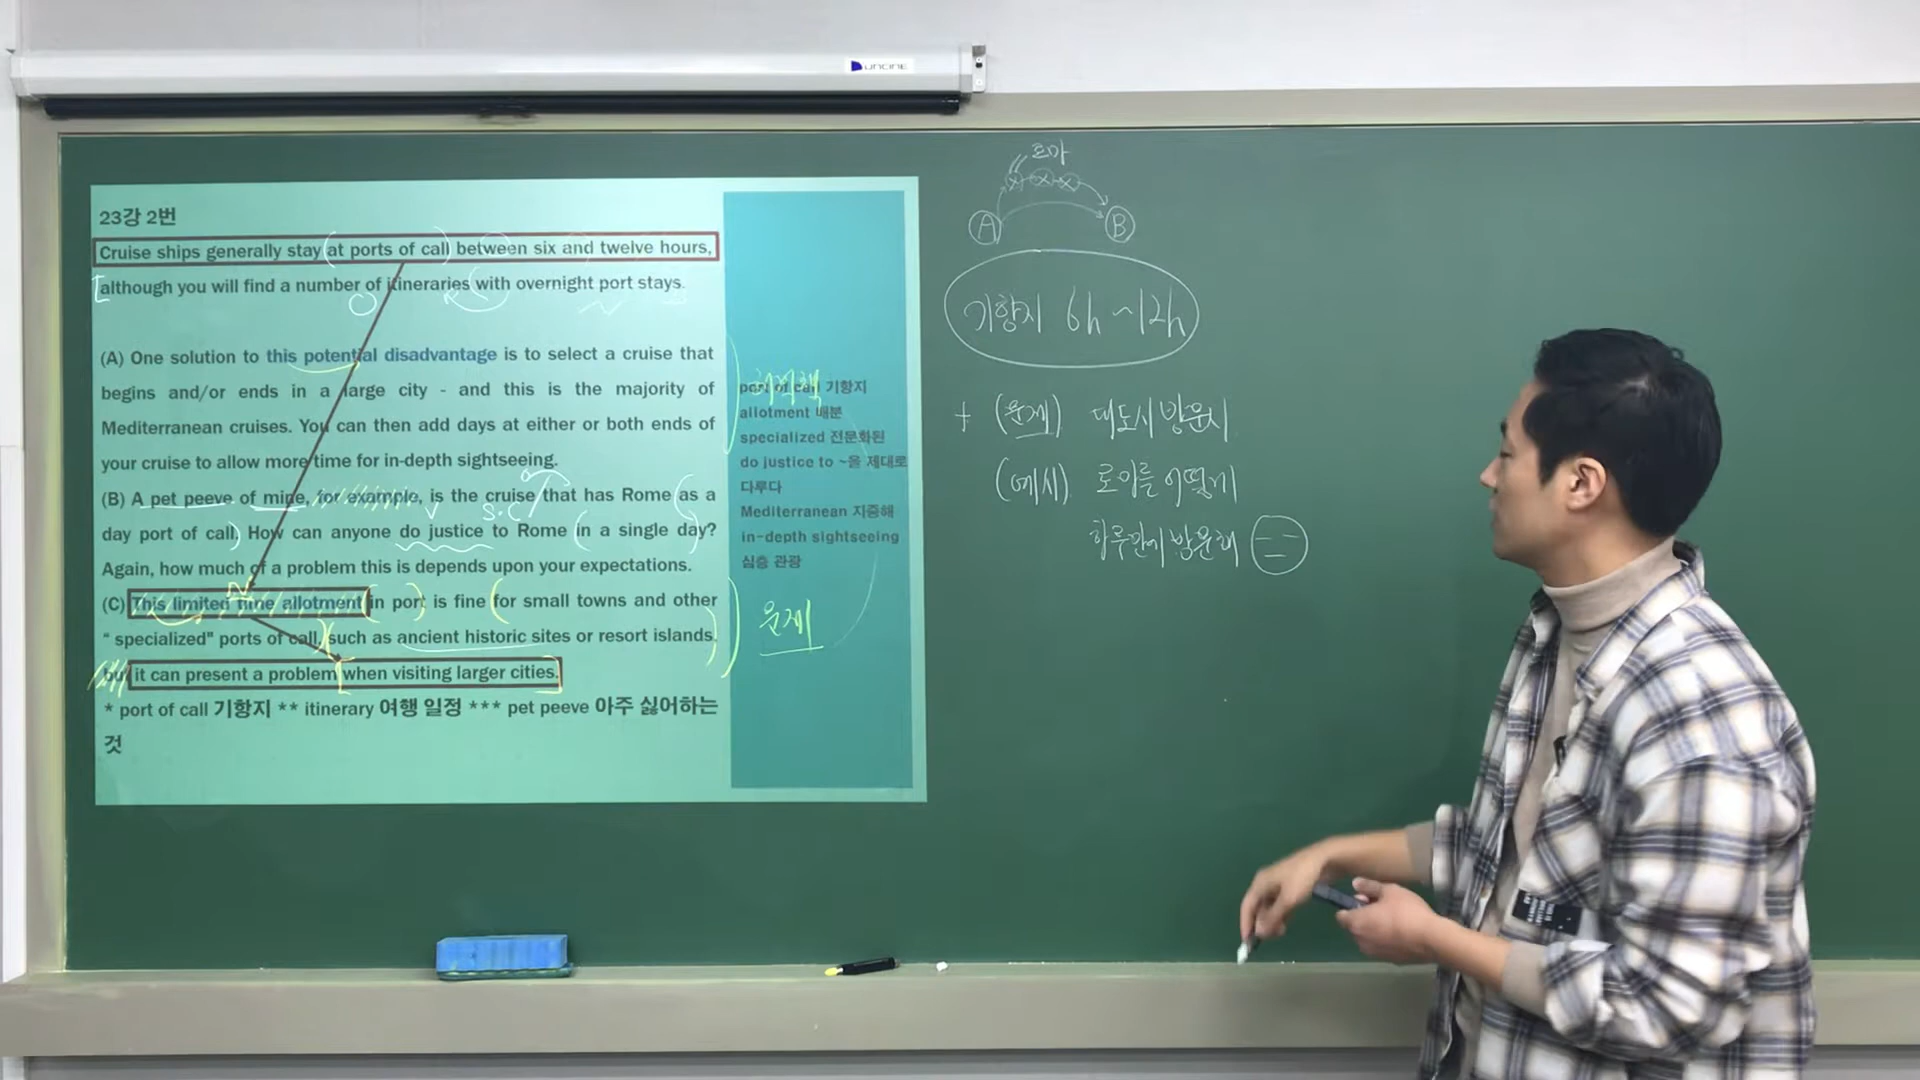 UNCINE
23강 2번
Cruise ships generally stay at ports of call between six and twelve hours,
although you will find a number of itineraries with overnight port stays.
(A) One solution to this potential disadvantage is to select a cruise that
begins and/or ends in a large city - and this is the majority of
Mediterranean cruises. You can then add days at either or both ends of
your cruise to allow more time for in-depth sightseeing.
(B) A pet peeve of mine, for example, is the cruise that has Rome as a
S.C
day port of call. How can anyone do justice to Rome in a single day?
Again, how much of a problem this is depends upon your expectations.
(C) This limited time allotment in port is fine for small towns and other
“ specialized" ports of call, such as ancient historic sites or resort islands,
but it can present a problem when visiting larger cities.
* port of call 기항지 ** itinerary 여행 일정 *** pet peeve 아주 싫어하는
것
port of call 기항지
allotment 배분
specialized 전문화된
do justice to ~을 제대로
다루다
Mediterranean 지중해
in-depth sightseeing
심층 관광
문제
로마
A B
기항지 6h ~12h
+ (문제) 대도시 방문시
(예시) 로마를 어떻게
하루만에 방문해